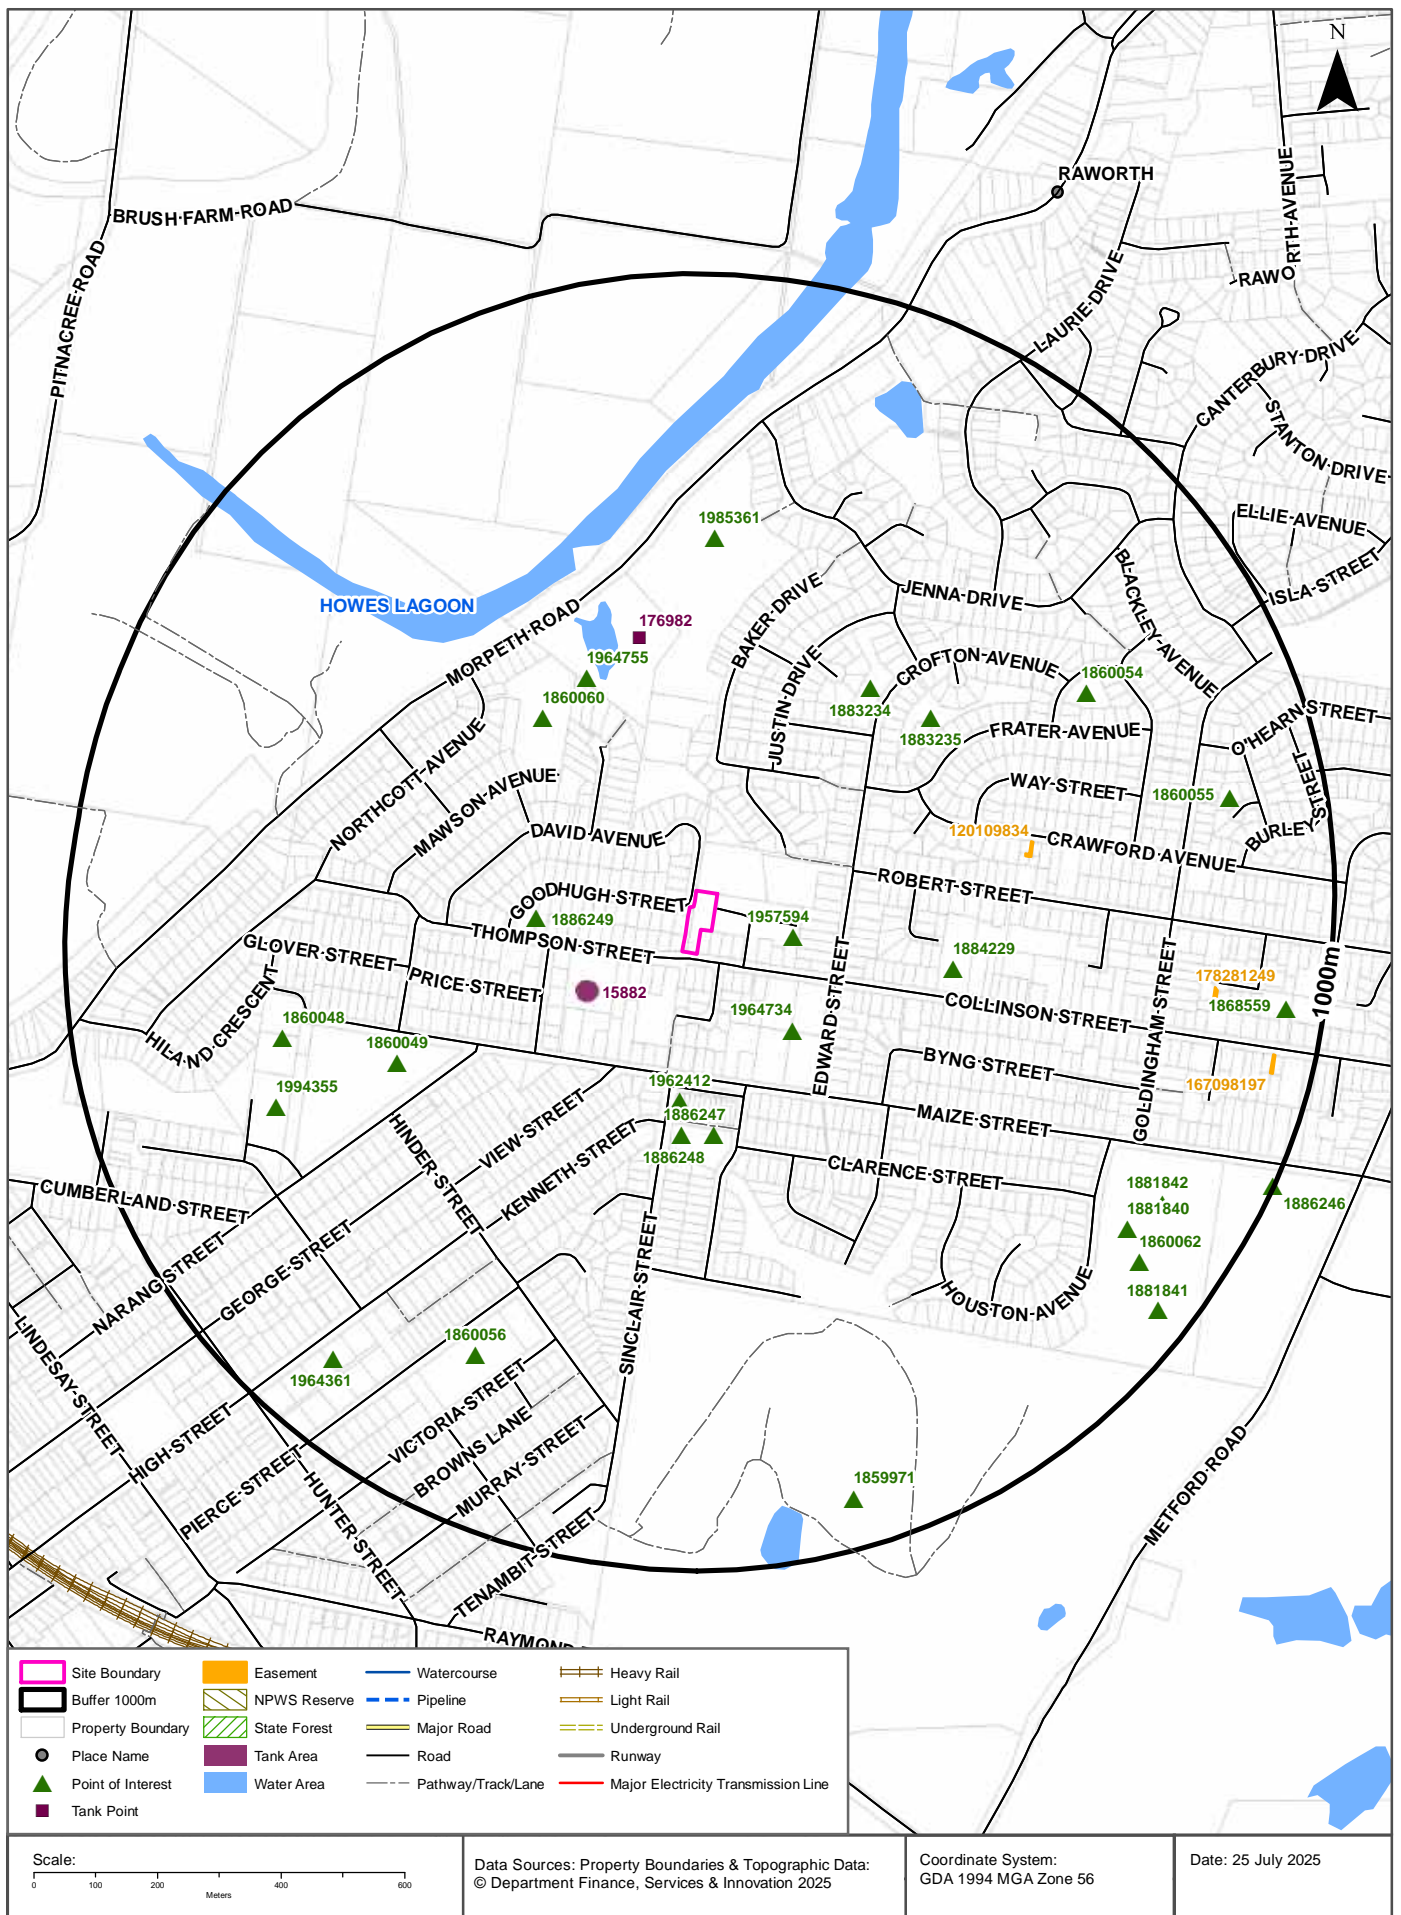 N
RAWORTH
BRUSH FARM ROAD
RAWORTH AVENUE
PITNACREE ROAD
RAWO
LAURIE DRIVE
CANTERBURY DRIVE
STANTON DRIVE
1985361
ELLIE AVENUE
ISLA STREET
BLACKLEY AVENUE
HOWES LAGOON
JENNA DRIVE
BAKER DRIVE
MORPETH ROAD
176982
1964755
1860060
JUSTIN DRIVE
CROFTON AVENUE
1860054
1883234
1883235
FRATER AVENUE
O'HEARN STREET
NORTHCOTT AVENUE
MAWSON AVENUE
WAY STREET
1860055
BURLEY STREET
DAVID AVENUE
120109834
CRAWFORD AVENUE
ROBERT STREET
GOODHUGH STREET
1886249
1957594
THOMPSON STREET
GLOVER STREET
PRICE STREET
15882
1884229
EDWARD STREET
GOLDINGHAM STREET
178281249
1868559
1000m
COLLINSON STREET
1964734
HILAND CRESCENT
1860048
1860049
BYNG STREET
167098197
1994355
1962412
1886247
1886248
MAIZE STREET
HINDER STREET
VIEW STREET
KENNETH STREET
CLARENCE STREET
CUMBERLAND STREET
1881842
1886246
1881840
1860062
1881841
NARANG STREET
GEORGE STREET
SINCLAIR STREET
HOUSTON AVENUE
LINDESAY STREET
1964361
1860056
HIGH STREET
VICTORIA STREET
BROWNS LANE
MURRAY STREET
PIERCE STREET
HUNTER STREET
1859971
METFORD ROAD
TENAMBIT STREET
RAYMOND
Site Boundary
Buffer 1000m
Property Boundary
Place Name
Point of Interest
Tank Point
Easement
NPWS Reserve
State Forest
Tank Area
Water Area
Watercourse
Pipeline
Major Road
Road
Pathway/Track/Lane
Heavy Rail
Light Rail
Underground Rail
Runway
Major Electricity Transmission Line
Scale:
0 100 200 400 600
Meters
Data Sources: Property Boundaries & Topographic Data:
© Department Finance, Services & Innovation 2025
Coordinate System:
GDA 1994 MGA Zone 56
Date: 25 July 2025